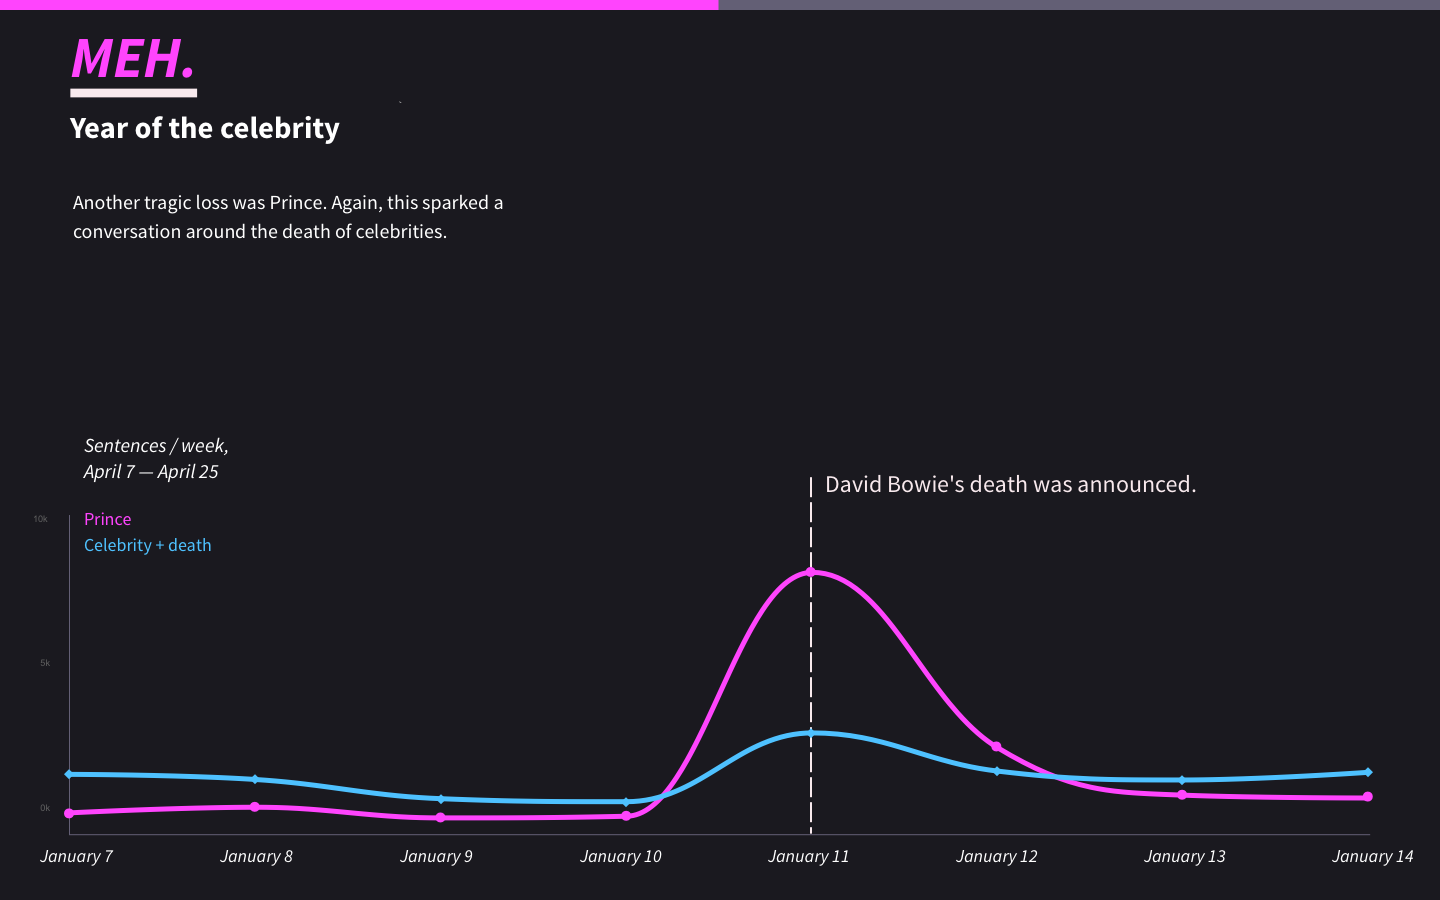 MEH.
Year of the celebrity
Another tragic loss was Prince. Again, this sparked a
conversation around the death of celebrities.
Sentences / week,
April 7 — April 25
David Bowie's death was announced.
10k
Prince
Celebrity + death
5k
0k
January 7 January 8 January 9 January 10 January 11 January 12 January 13 January 14